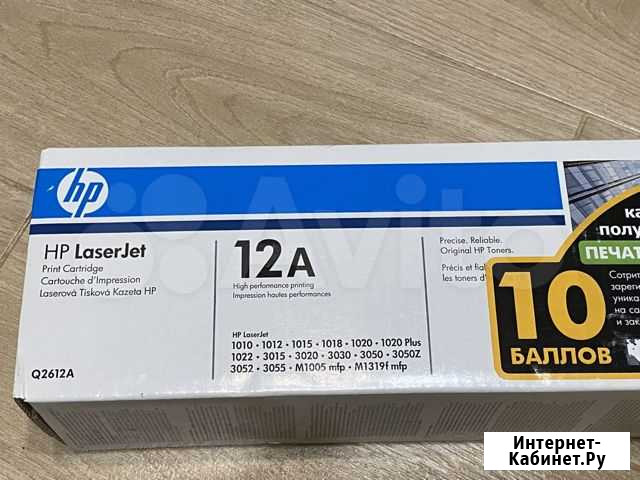 hp
HP LaserJet
Print Cartridge
Cartouche d'Impression
Laserová Tisková Kazeta HP
Q2612A
12A
High performance printing
Impression hautes performances
HP LaserJet
1010 • 1012 • 1015 • 1018 • 1020 • 1020 Plus
1022 • 3015 • 3020 • 3030 • 3050 • 3050Z
3052 • 3055 • M1005 mfp • M1319f mfp
Precise. Reliable.
Original HP Toners.
Précis et
les toners
10
БАЛЛОВ
ПЕЧАТ
Avito
Интернет-
Кабинет.Ру